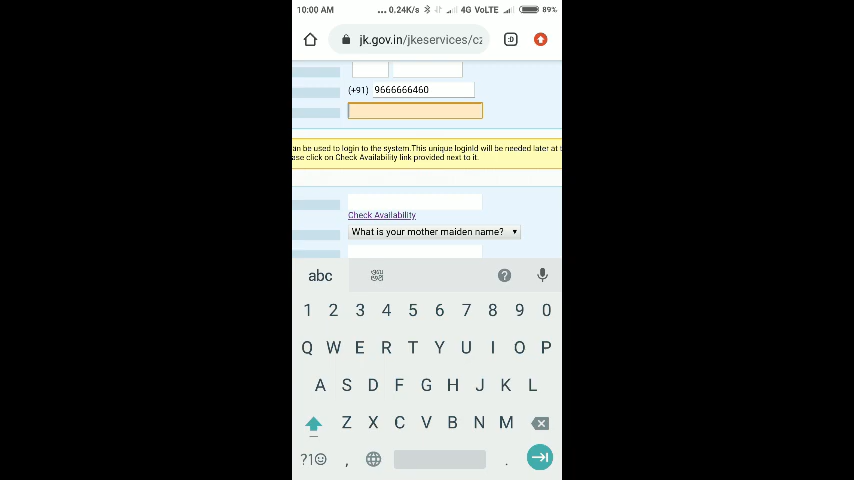 10:00 AM ... 0.24K/s 4G VoLTE 89%
jk.gov.in/jkeservices/cz :D
(+91) 9666666460
an be used to login to the system.This unique loginId will be needed later at t
ase click on Check Availability link provided next to it.
Check Availability
What is your mother maiden name?
abc
1 2 3 4 5 6 7 8 9 0
Q W E R T Y U I O P
A S D F G H J K L
Z X C V B N M
?1☺ , .